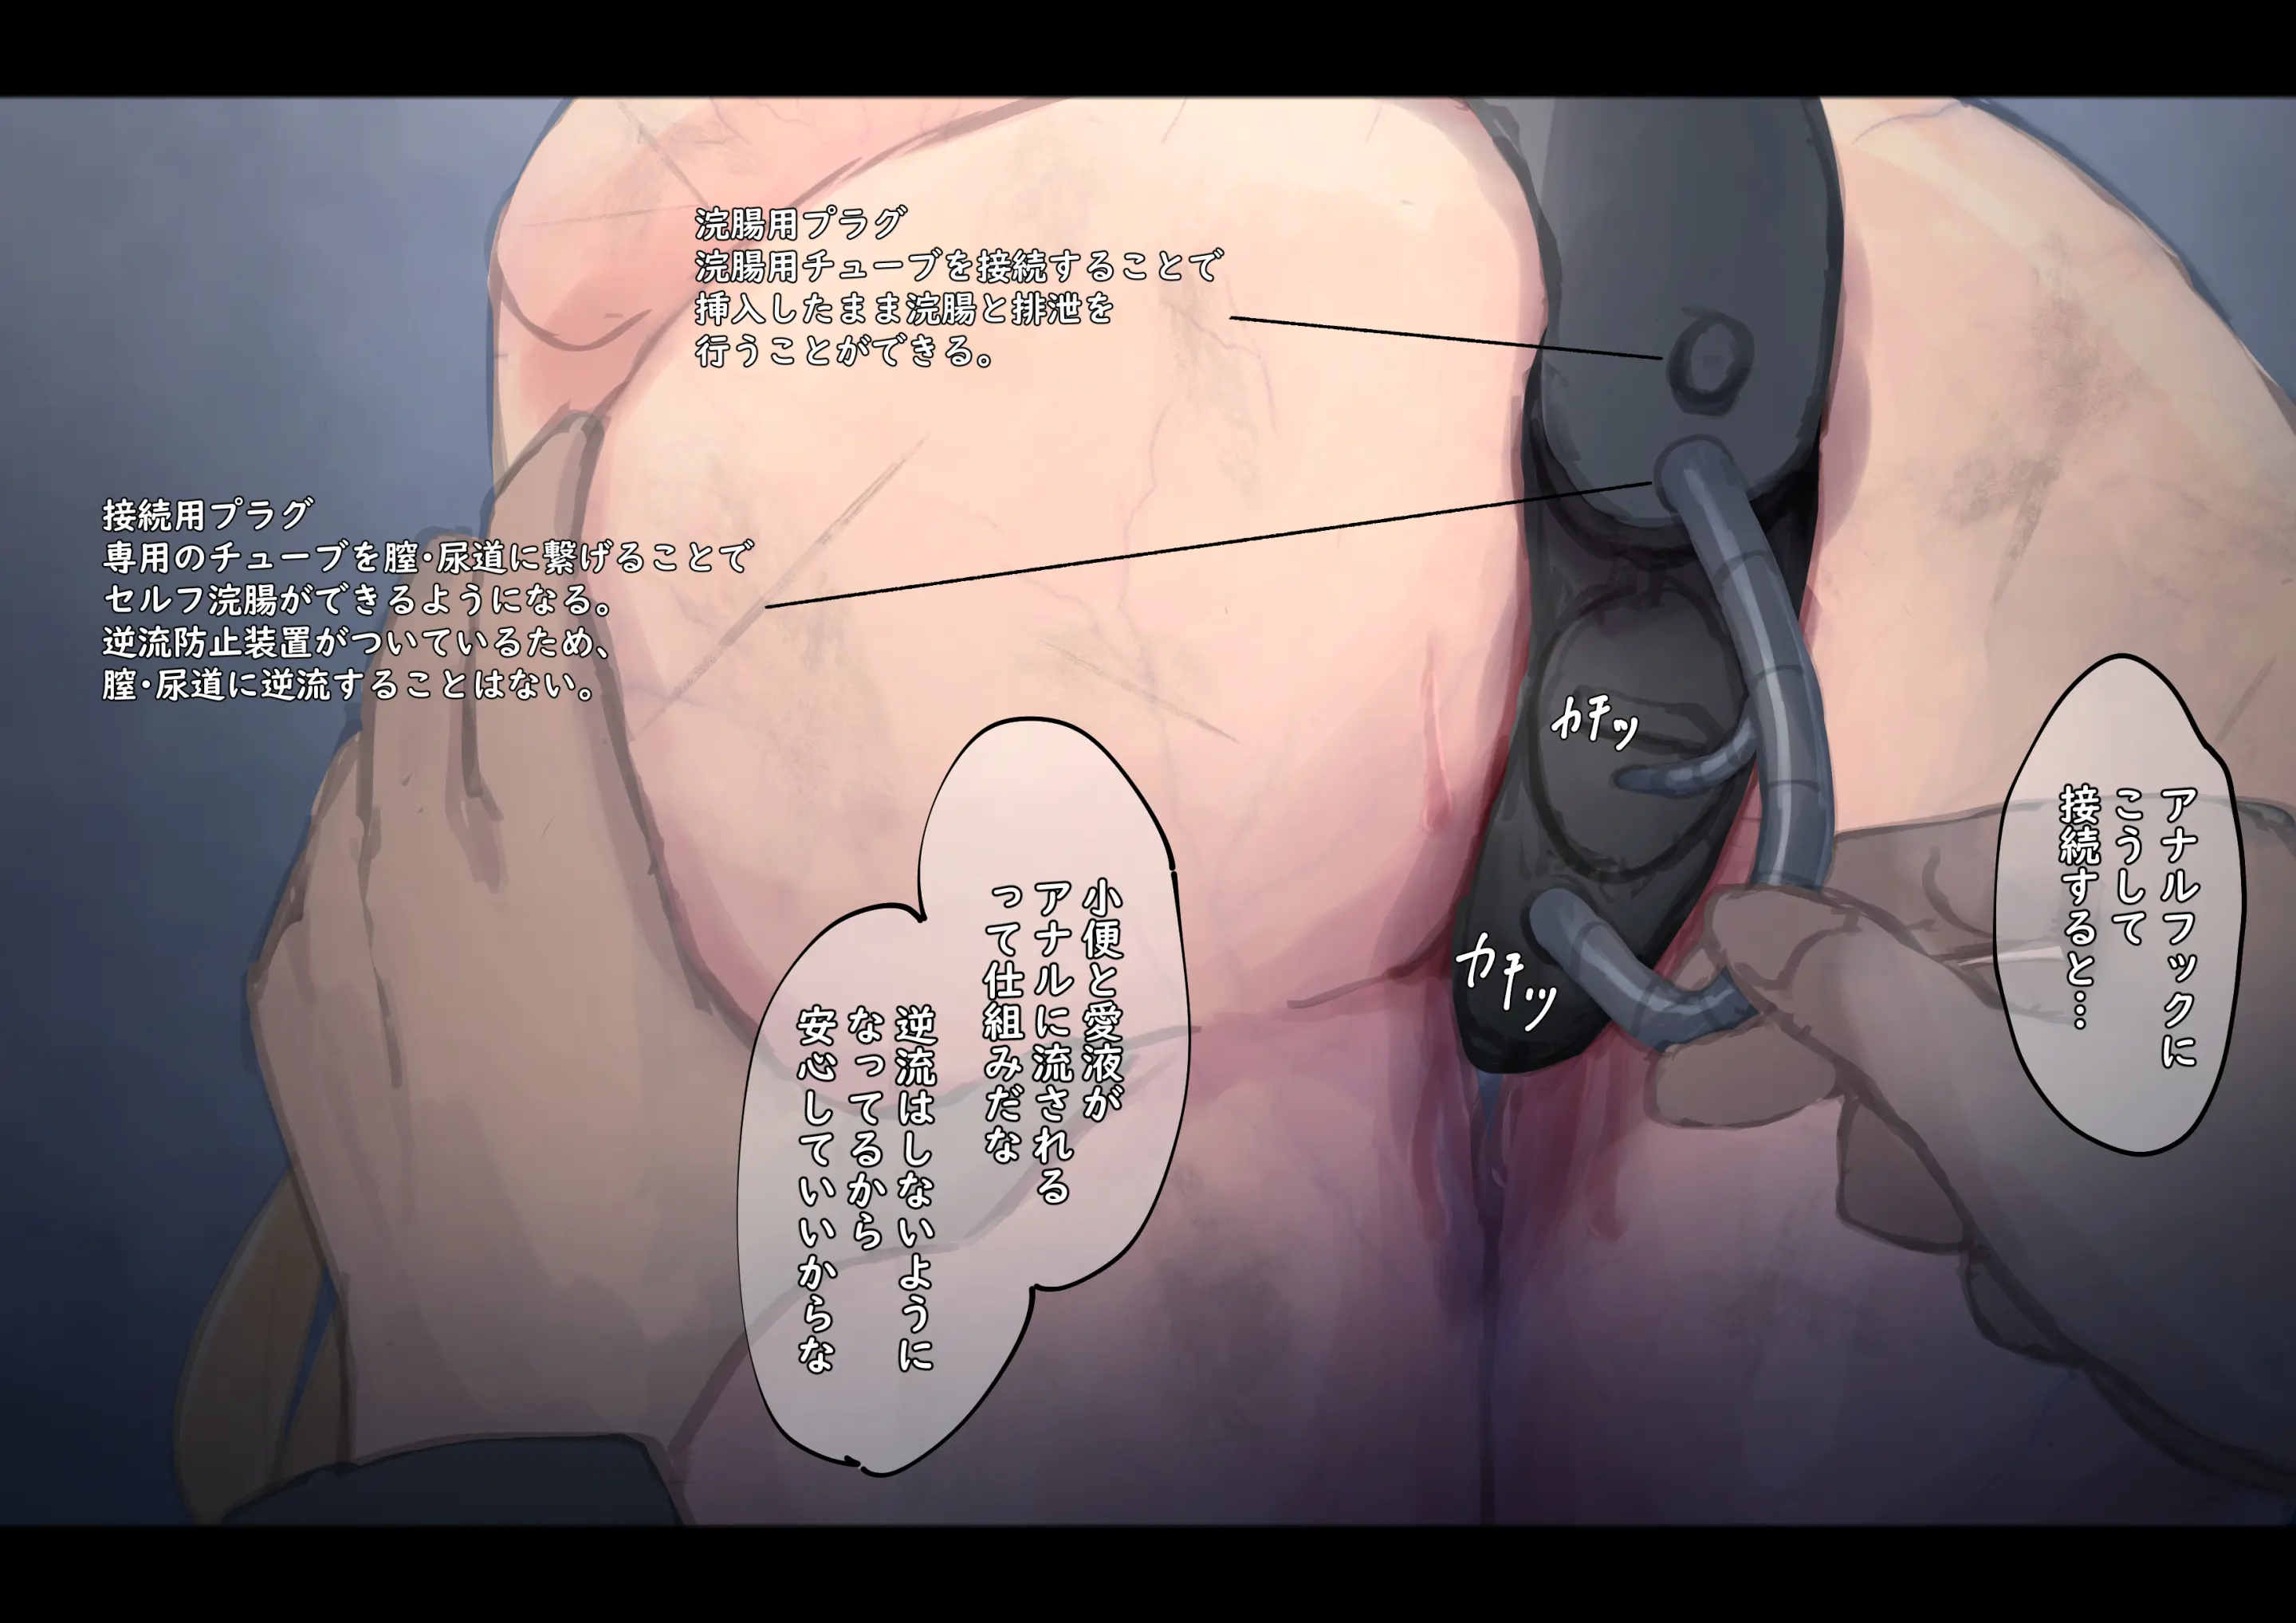 浣腸用プラグ
浣腸用チューブを接続することで
挿入したまま浣腸と排泄を
行うことができる。
接続用プラグ
専用のチューブを膣・尿道に繋げることで
セルフ浣腸ができるようになる。
逆流防止装置がついているため、
膣・尿道に逆流することはない。
アナルフックに
こうして
接続すると…
カチッ
カチッ
小便と愛液が
アナルに流される
って仕組みだな
逆流はしないように
なってるから
安心していいからな